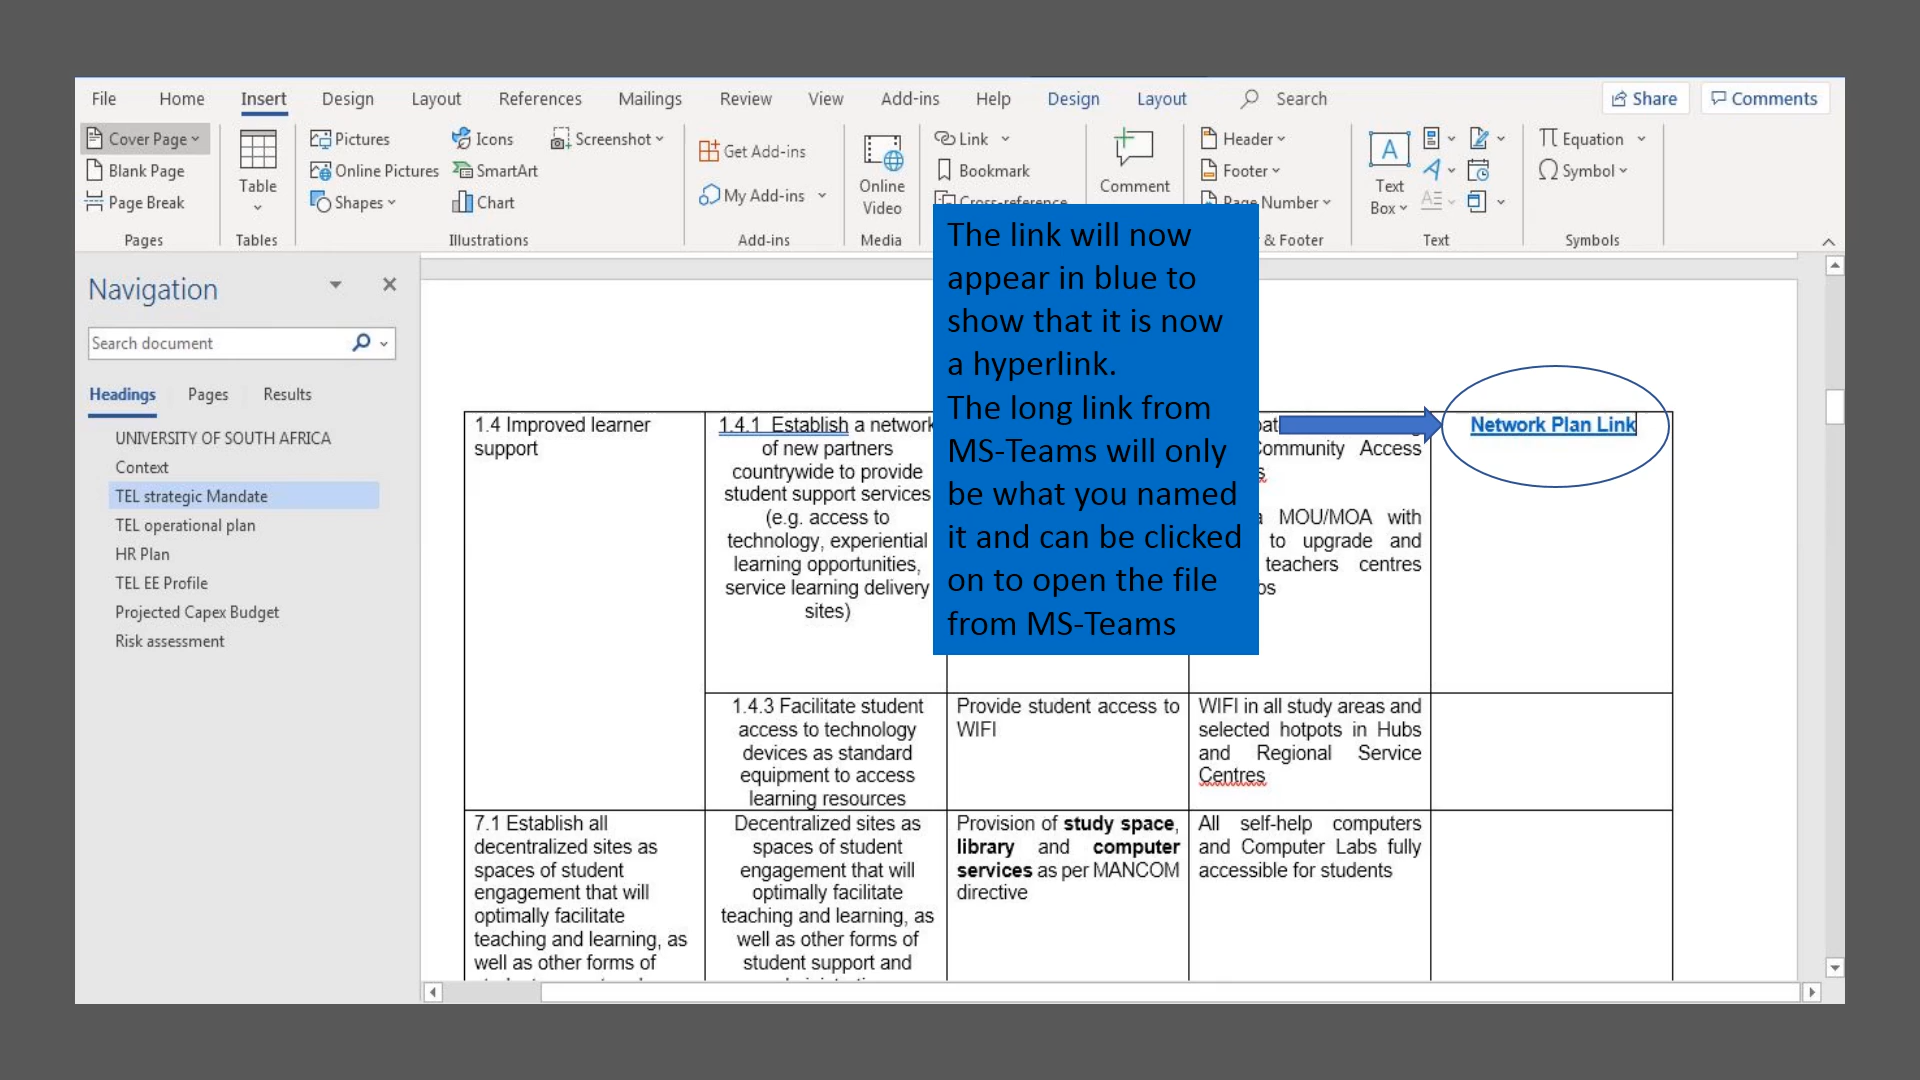 File Home Insert Design Layout References Mailings Review View Add-ins Help Design Layout Search Share Comments
Cover Page
Blank Page
Page Break
Pages
Table
Tables
Pictures
Online Pictures
Shapes
Icons
SmartArt
Chart
Screenshot
Illustrations
Get Add-ins
My Add-ins
Add-ins
Online
Video
Media
Link
Bookmark
Cross-reference
Comment
Header
Footer
Page Number
& Footer
A
Text
Box
Text
Equation
Symbol
Symbols
Navigation
Search document
Headings Pages Results
UNIVERSITY OF SOUTH AFRICA
Context
TEL strategic Mandate
TEL operational plan
HR Plan
TEL EE Profile
Projected Capex Budget
Risk assessment
The link will now
appear in blue to
show that it is now
a hyperlink.
The long link from
MS-Teams will only
be what you named
it and can be clicked
on to open the file
from MS-Teams
1.4 Improved learner
support
1.4.1 Establish a network
of new partners
countrywide to provide
student support services
(e.g. access to
technology, experiential
learning opportunities,
service learning delivery
sites)
Community Access
MOU/MOA with
to upgrade and
teachers centres
Network Plan Link
1.4.3 Facilitate student
access to technology
devices as standard
equipment to access
learning resources
Provide student access to
WIFI
WIFI in all study areas and
selected hotpots in Hubs
and Regional Service
Centres
7.1 Establish all
decentralized sites as
spaces of student
engagement that will
optimally facilitate
teaching and learning, as
well as other forms of
Decentralized sites as
spaces of student
engagement that will
optimally facilitate
teaching and learning, as
well as other forms of
student support and
Provision of study space,
library and computer
services as per MANCOM
directive
All self-help computers
and Computer Labs fully
accessible for students